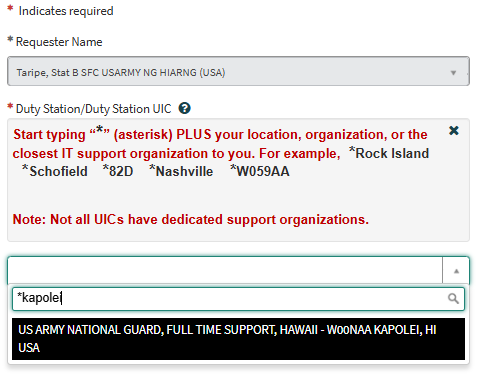 * Indicates required
* Requester Name
Taripe, Stat B SFC USARMY NG HIARNG (USA)
* Duty Station/Duty Station UIC
Start typing “*” (asterisk) PLUS your location, organization, or the
closest IT support organization to you. For example, *Rock Island
*Schofield *82D *Nashville *W059AA
Note: Not all UICs have dedicated support organizations.
*kapolei
US ARMY NATIONAL GUARD, FULL TIME SUPPORT, HAWAII - W00NAA KAPOLEI, HI
USA